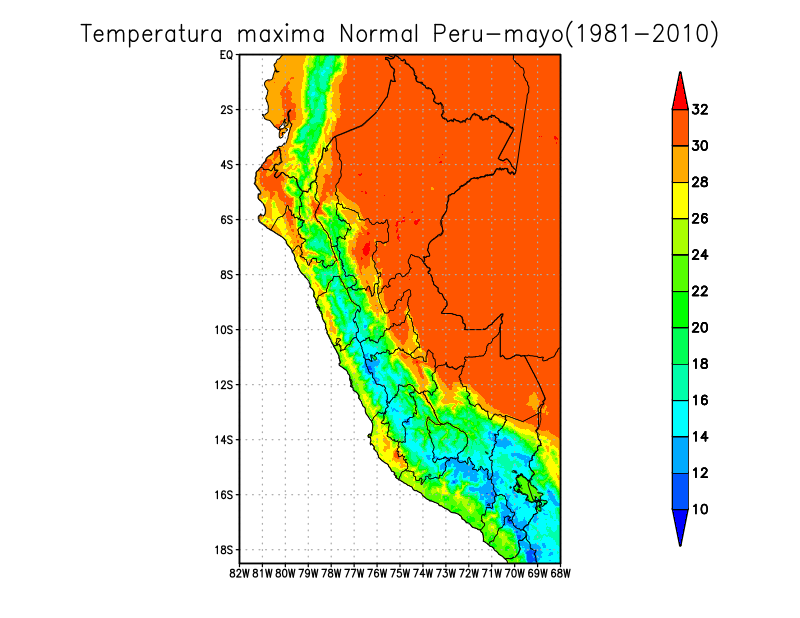 Temperatura maxima Normal Peru-mayo(1981-2010)
EQ
2S
4S
6S
8S
10S
12S
14S
16S
18S
82W 81W 80W 79W 78W 77W 76W 75W 74W 73W 72W 71W 70W 69W 68W
32
30
28
26
24
22
20
18
16
14
12
10